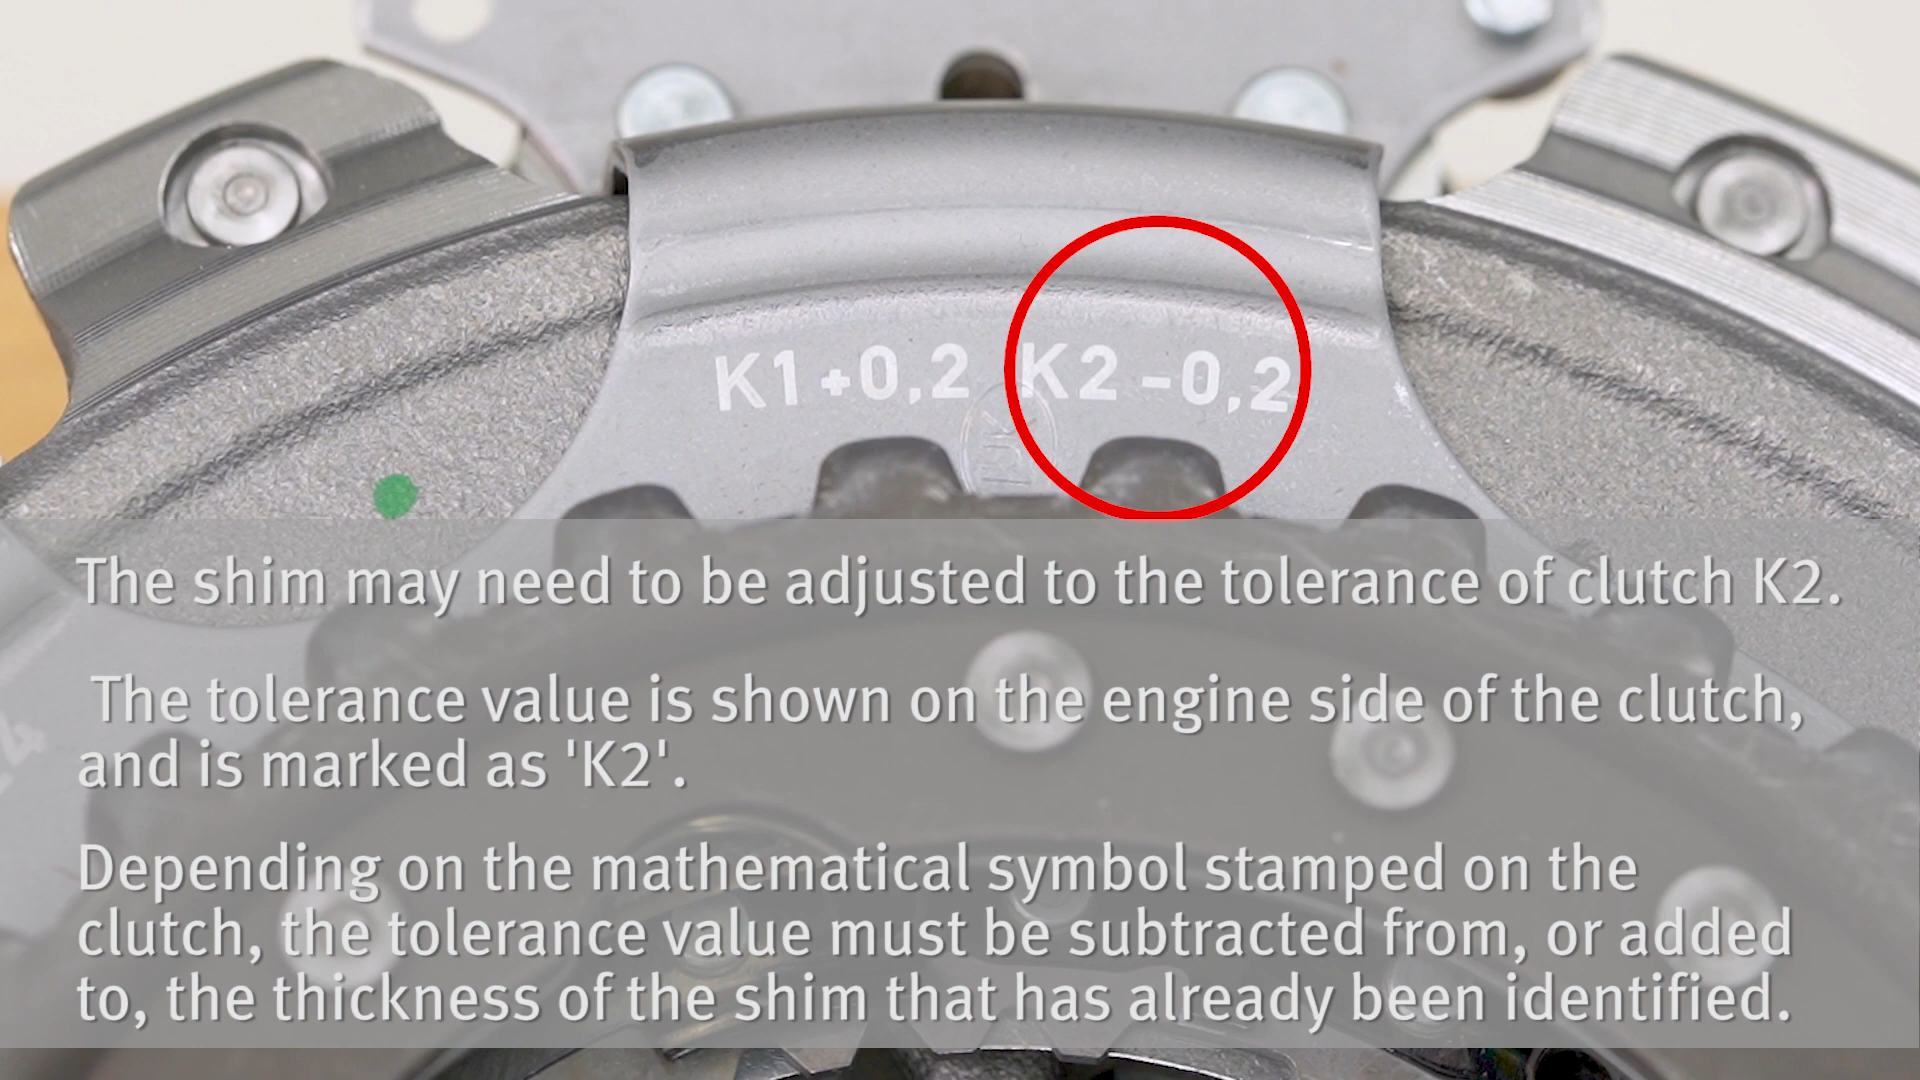 K1+0,2 K2-0,2
LUK
The shim may need to be adjusted to the tolerance of clutch K2.
The tolerance value is shown on the engine side of the clutch,
and is marked as 'K2'.
Depending on the mathematical symbol stamped on the
clutch, the tolerance value must be subtracted from, or added
to, the thickness of the shim that has already been identified.